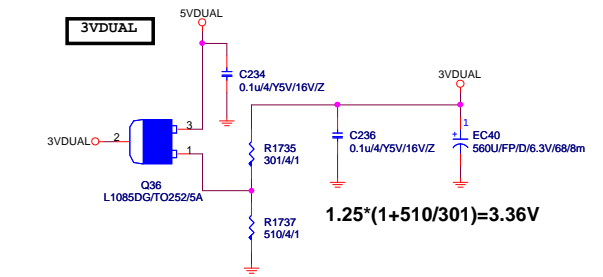 3VDUAL
5VDUAL
C234
0.1u/4/Y5V/16V/Z
3VDUAL
3VDUAL
2
3
1
Q36
L1085DG/TO252/5A
R1735
301/4/1
R1737
510/4/1
C236
0.1u/4/Y5V/16V/Z
1
+
EC40
560U/FP/D/6.3V/68/8m
1.25*(1+510/301)=3.36V